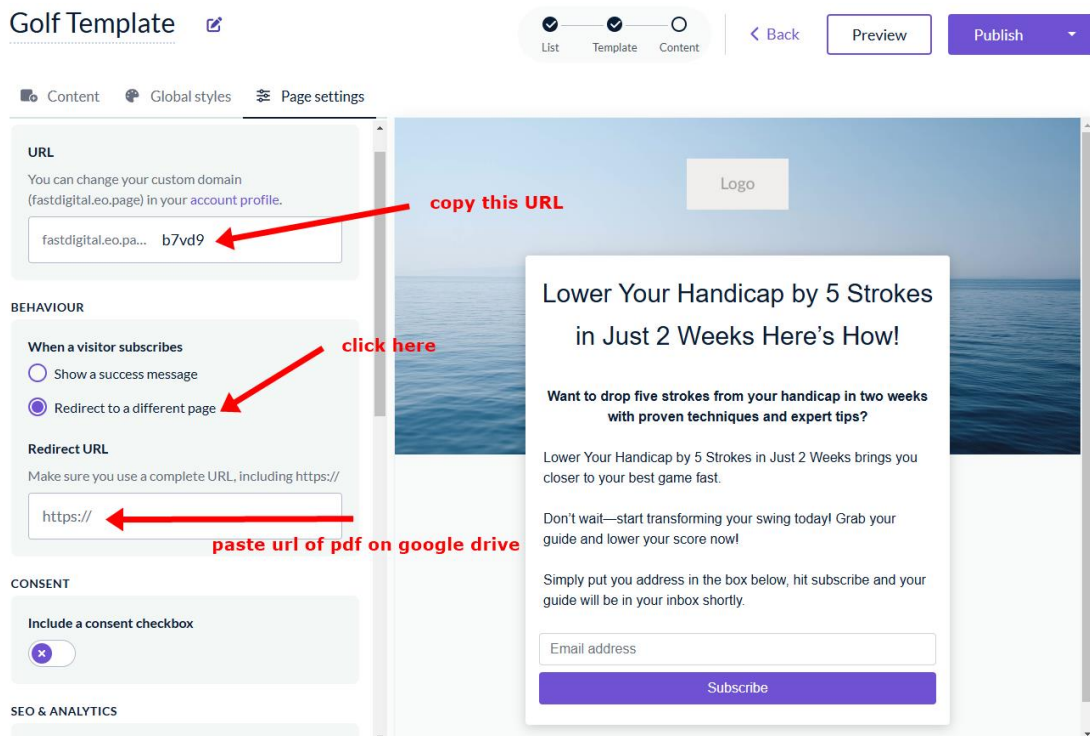 Golf Template
List
Template
Content
Back
Preview
Publish
Content
Global styles
Page settings
URL
You can change your custom domain
(fastdigital.eo.page) in your account profile.
fastdigital.eo.pa... b7vd9
copy this URL
BEHAVIOUR
When a visitor subscribes
click here
Show a success message
Redirect to a different page
Redirect URL
Make sure you use a complete URL, including https://
https://
paste url of pdf on google drive
CONSENT
Include a consent checkbox
SEO & ANALYTICS
Logo
Lower Your Handicap by 5 Strokes
in Just 2 Weeks Here’s How!
Want to drop five strokes from your handicap in two weeks
with proven techniques and expert tips?
Lower Your Handicap by 5 Strokes in Just 2 Weeks brings you
closer to your best game fast.
Don’t wait—start transforming your swing today! Grab your
guide and lower your score now!
Simply put you address in the box below, hit subscribe and your
guide will be in your inbox shortly.
Email address
Subscribe